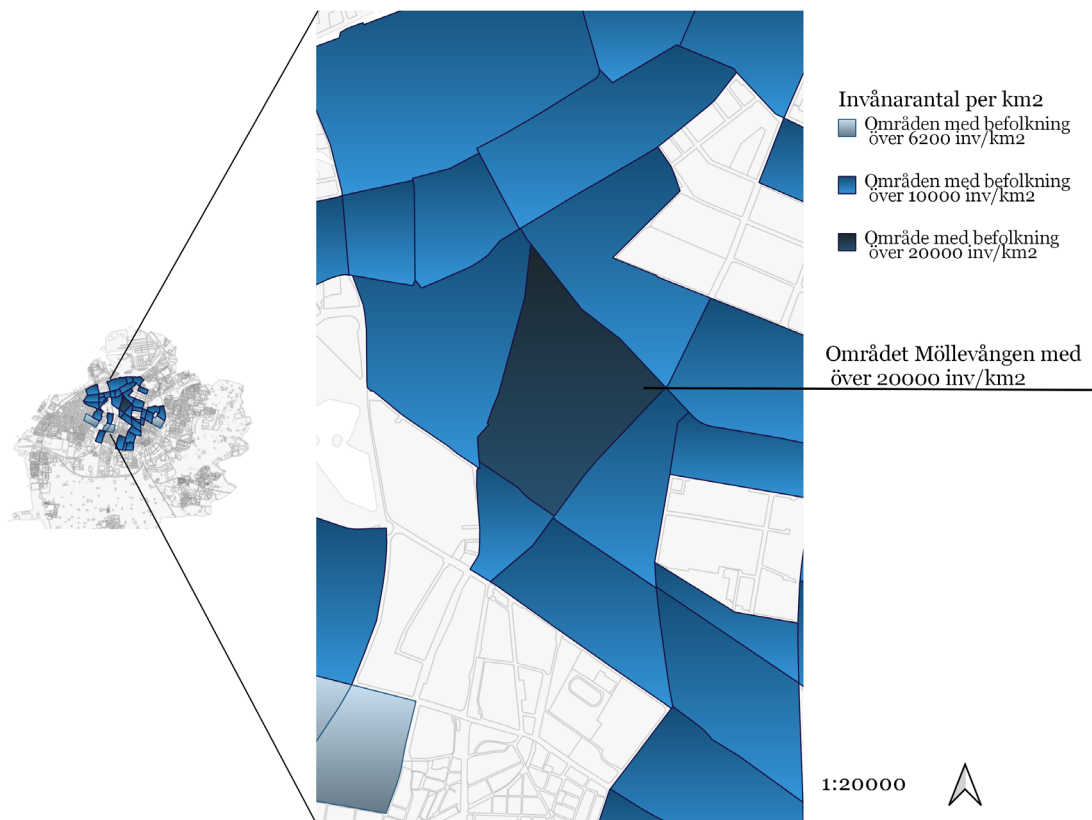 Invånarantal per km2
Områden med befolkning
över 6200 inv/km2
Områden med befolkning
över 10000 inv/km2
Område med befolkning
över 20000 inv/km2
Området Möllevången med
över 20000 inv/km2
1:20000